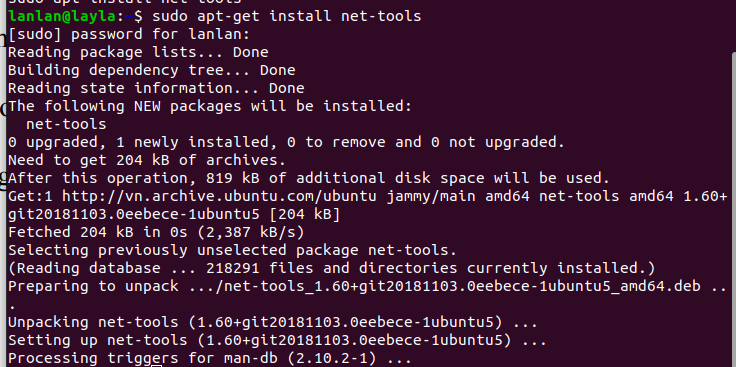 sudo apt install net-tools
lanlan@layla:~$ sudo apt-get install net-tools
[sudo] password for lanlan:
Reading package lists... Done
Building dependency tree... Done
Reading state information... Done
The following NEW packages will be installed:
  net-tools
0 upgraded, 1 newly installed, 0 to remove and 0 not upgraded.
Need to get 204 kB of archives.
After this operation, 819 kB of additional disk space will be used.
Get:1 http://vn.archive.ubuntu.com/ubuntu jammy/main amd64 net-tools amd64 1.60+
git20181103.0eebece-1ubuntu5 [204 kB]
Fetched 204 kB in 0s (2,387 kB/s)
Selecting previously unselected package net-tools.
(Reading database ... 218291 files and directories currently installed.)
Preparing to unpack .../net-tools_1.60+git20181103.0eebece-1ubuntu5_amd64.deb ..
.
Unpacking net-tools (1.60+git20181103.0eebece-1ubuntu5) ...
Setting up net-tools (1.60+git20181103.0eebece-1ubuntu5) ...
Processing triggers for man-db (2.10.2-1) ...